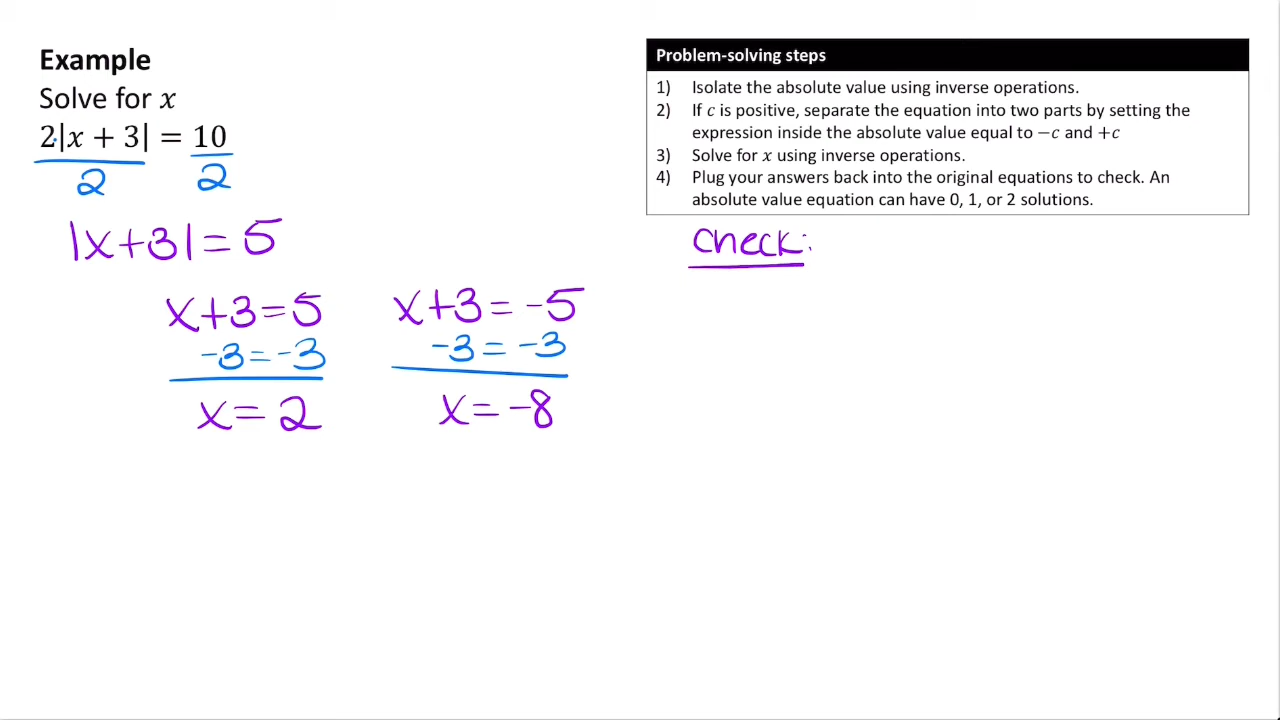 Example
Solve for x
2|x + 3| = 10
2 2
|x+3|=5
x+3=5 x+3=-5
-3=-3 -3=-3
x=2 x=-8
Problem-solving steps
1) Isolate the absolute value using inverse operations.
2) If c is positive, separate the equation into two parts by setting the
expression inside the absolute value equal to −c and +c
3) Solve for x using inverse operations.
4) Plug your answers back into the original equations to check. An
absolute value equation can have 0, 1, or 2 solutions.
Check: